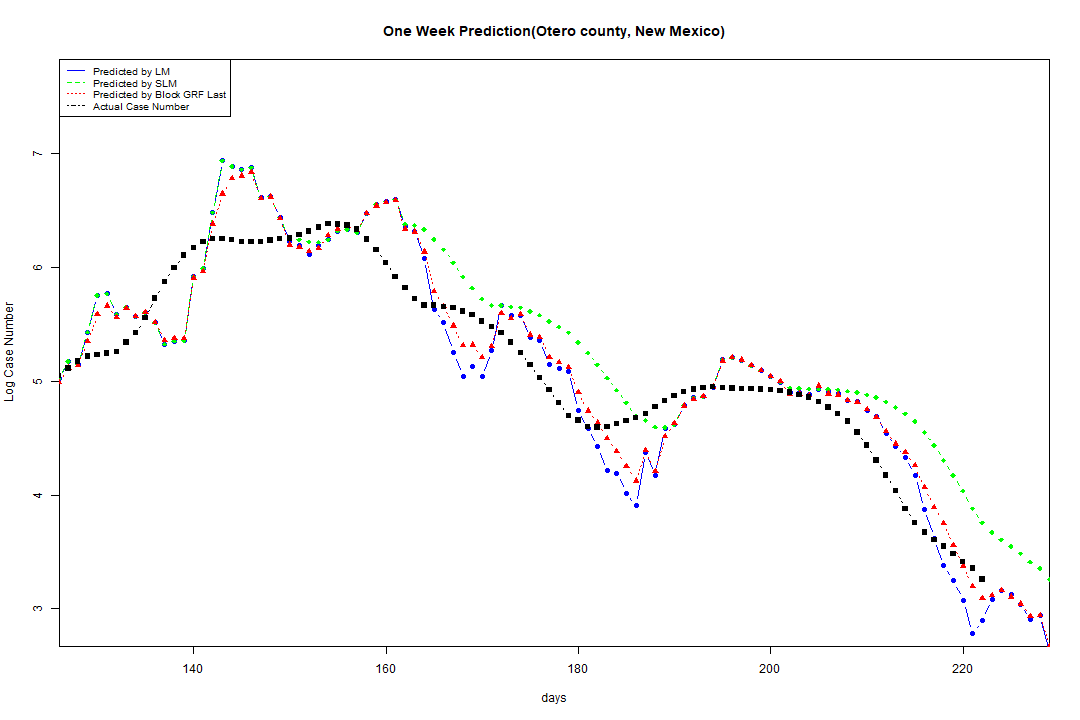 One Week Prediction(Otero county, New Mexico)
Predicted by LM
Predicted by SLM
Predicted by Block GRF Last
Actual Case Number
Log Case Number
7
6
5
4
3
140 160 180 200 220
days